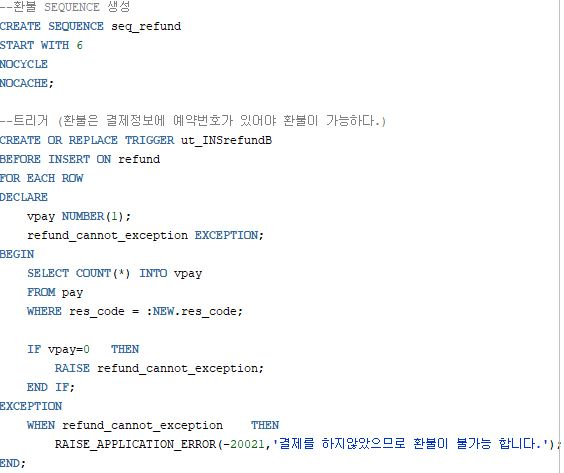 --환불 SEQUENCE 생성
CREATE SEQUENCE seq_refund
START WITH 6
NOCYCLE
NOCACHE;
--트리거 (환불은 결제정보에 예약번호가 있어야 환불이 가능하다.)
CREATE OR REPLACE TRIGGER ut_INSrefundB
BEFORE INSERT ON refund
FOR EACH ROW
DECLARE
    vpay NUMBER(1);
    refund_cannot_exception EXCEPTION;
BEGIN
    SELECT COUNT(*) INTO vpay
    FROM pay
    WHERE res_code = :NEW.res_code;
    IF vpay=0   THEN
        RAISE refund_cannot_exception;
    END IF;
EXCEPTION
    WHEN refund_cannot_exception    THEN
        RAISE_APPLICATION_ERROR(-20021,'결제를 하지않았으므로 환불이 불가능 합니다.');
END;